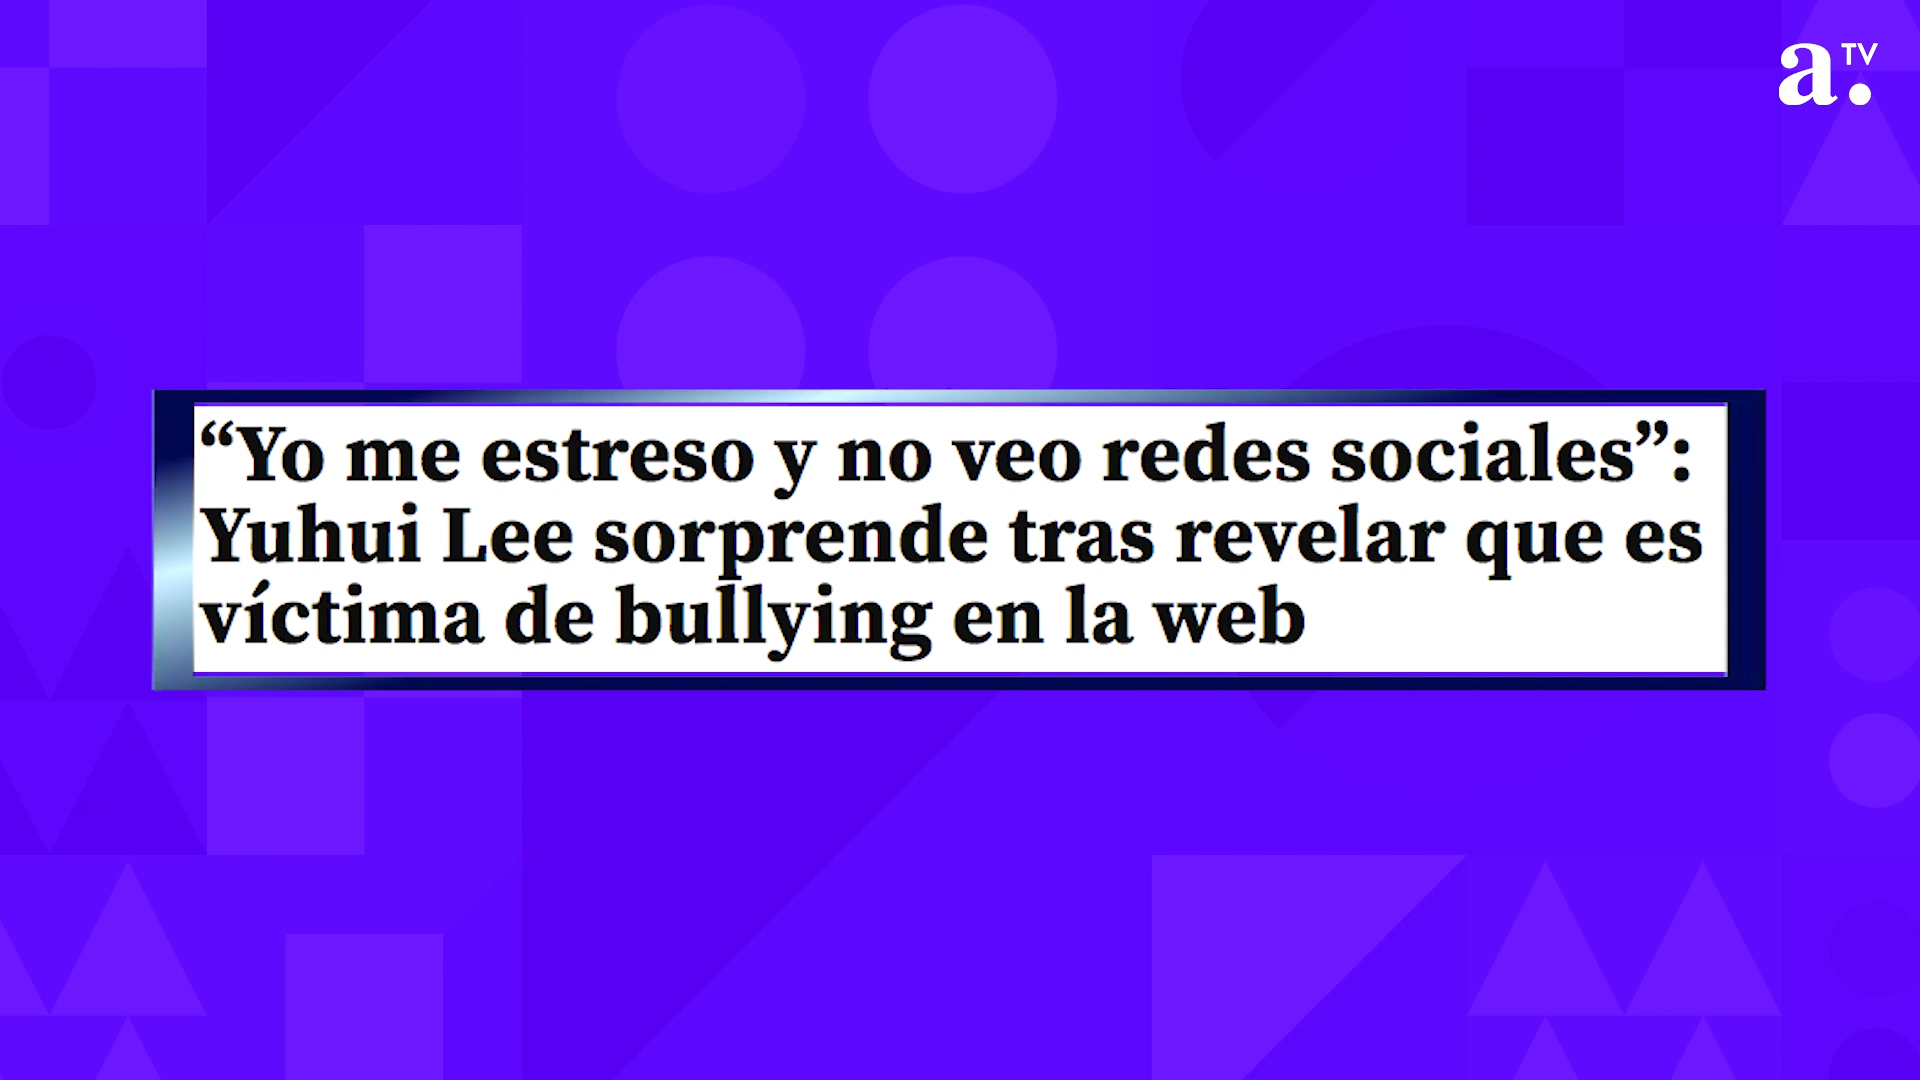 a. TV
“Yo me estreso y no veo redes sociales”:
Yuhui Lee sorprende tras revelar que es
víctima de bullying en la web